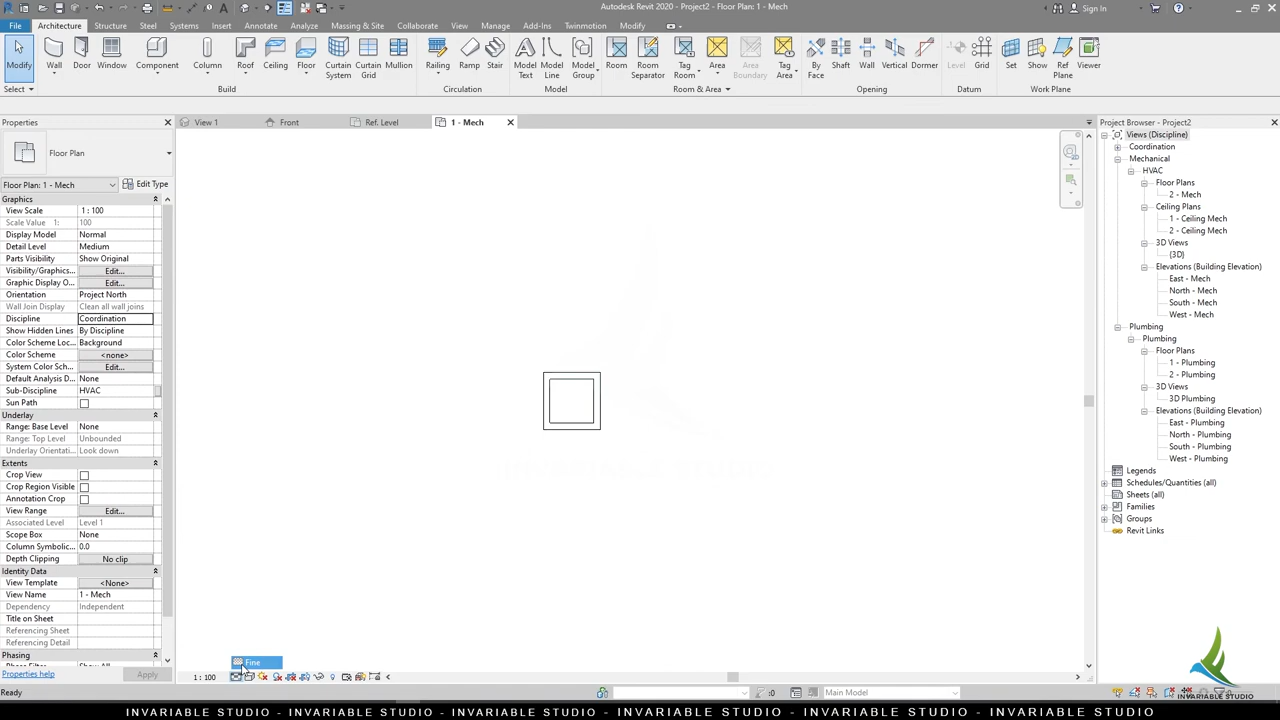 Autodesk Revit 2020 - Project2 - Floor Plan: 1 - Mech
Sign In
File Architecture Structure Steel Systems Insert Annotate Analyze Massing & Site Collaborate View Manage Add-Ins Twinmotion Modify
Modify Wall Door Window Component Column Roof Ceiling Floor Curtain System Curtain Grid Mullion Railing Ramp Stair Model Text Model Line Model Group Room Room Separator Tag Room Area Area Boundary Tag Area By Face Shaft Wall Vertical Dormer Level Grid Set Show Ref Plane Viewer
Select Build Circulation Model Room & Area Opening Datum Work Plane
Properties
View 1 Front Ref. Level 1 - Mech
Project Browser - Project2
Floor Plan
Floor Plan: 1 - Mech Edit Type
Graphics
View Scale 1 : 100
Scale Value 1: 100
Display Model Normal
Detail Level Medium
Parts Visibility Show Original
Visibility/Graphics... Edit...
Graphic Display O... Edit...
Orientation Project North
Wall Join Display Clean all wall joins
Discipline Coordination
Show Hidden Lines By Discipline
Color Scheme Loc... Background
Color Scheme <none>
System Color Sch... Edit...
Default Analysis D... None
Sub-Discipline HVAC
Sun Path
Underlay
Range: Base Level None
Range: Top Level Unbounded
Underlay Orientati... Look down
Extents
Crop View
Crop Region Visible
Annotation Crop
View Range Edit...
Associated Level Level 1
Scope Box None
Column Symbolic... 0.0
Depth Clipping No clip
Identity Data
View Template <None>
View Name 1 - Mech
Dependency Independent
Title on Sheet
Referencing Sheet
Referencing Detail
Phasing
Phase Filter Show All
Properties help Apply
Views (Discipline)
Coordination
Mechanical
HVAC
Floor Plans
2 - Mech
Ceiling Plans
1 - Ceiling Mech
2 - Ceiling Mech
3D Views
{3D}
Elevations (Building Elevation)
East - Mech
North - Mech
South - Mech
West - Mech
Plumbing
Plumbing
Floor Plans
1 - Plumbing
2 - Plumbing
3D Views
3D Plumbing
Elevations (Building Elevation)
East - Plumbing
North - Plumbing
South - Plumbing
West - Plumbing
Legends
Schedules/Quantities (all)
Sheets (all)
Families
Groups
Revit Links
INVARIABLE STUDIO
Fine
1 : 100
Ready
:0 Main Model
INVARIABLE STUDIO
INVARIABLE STUDIO - INVARIABLE STUDIO - INVARIABLE STUDIO - INVARIABLE STUDIO - INVARIABLE STUDIO - INVARIABLE STUDIO - INVARIABLE STUDIO